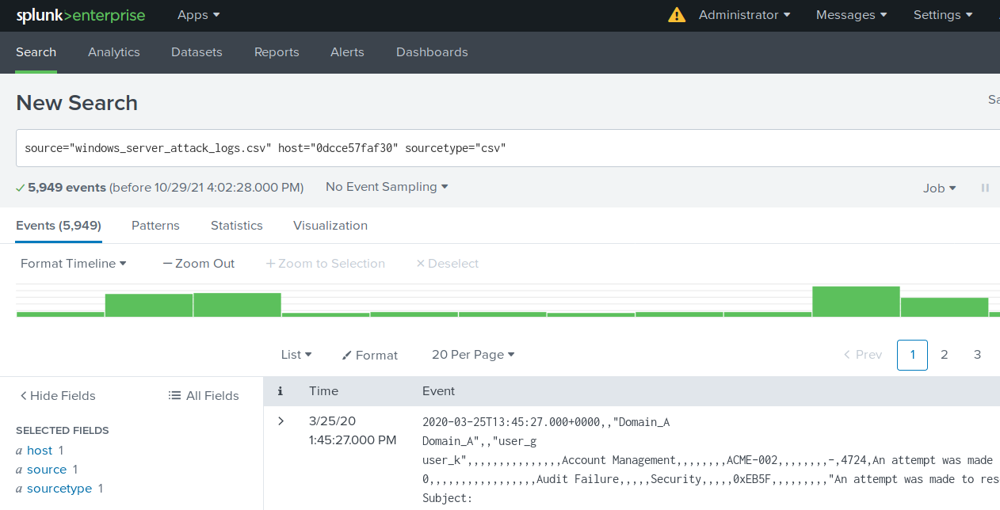 splunk>enterprise Apps Administrator Messages Settings
Search Analytics Datasets Reports Alerts Dashboards
New Search
Sa
source="windows_server_attack_logs.csv" host="0dcce57faf30" sourcetype="csv"
5,949 events (before 10/29/21 4:02:28.000 PM) No Event Sampling Job
Events (5,949) Patterns Statistics Visualization
Format Timeline — Zoom Out + Zoom to Selection × Deselect
List Format 20 Per Page < Prev 1 2 3
< Hide Fields All Fields
i Time Event
SELECTED FIELDS
a host 1
a source 1
a sourcetype 1
> 3/25/20
1:45:27.000 PM
2020-03-25T13:45:27.000+0000,,"Domain_A
Domain_A",,"user_g
user_k",,,,,,,,,,,,,,,Account Management,,,,,,,,ACME-002,,,,,,,,-,4724,An attempt was made
0,,,,,,,,,,,,,,,,,Audit Failure,,,,,Security,,,,,0xEB5F,,,,,,,,,"An attempt was made to res
Subject: